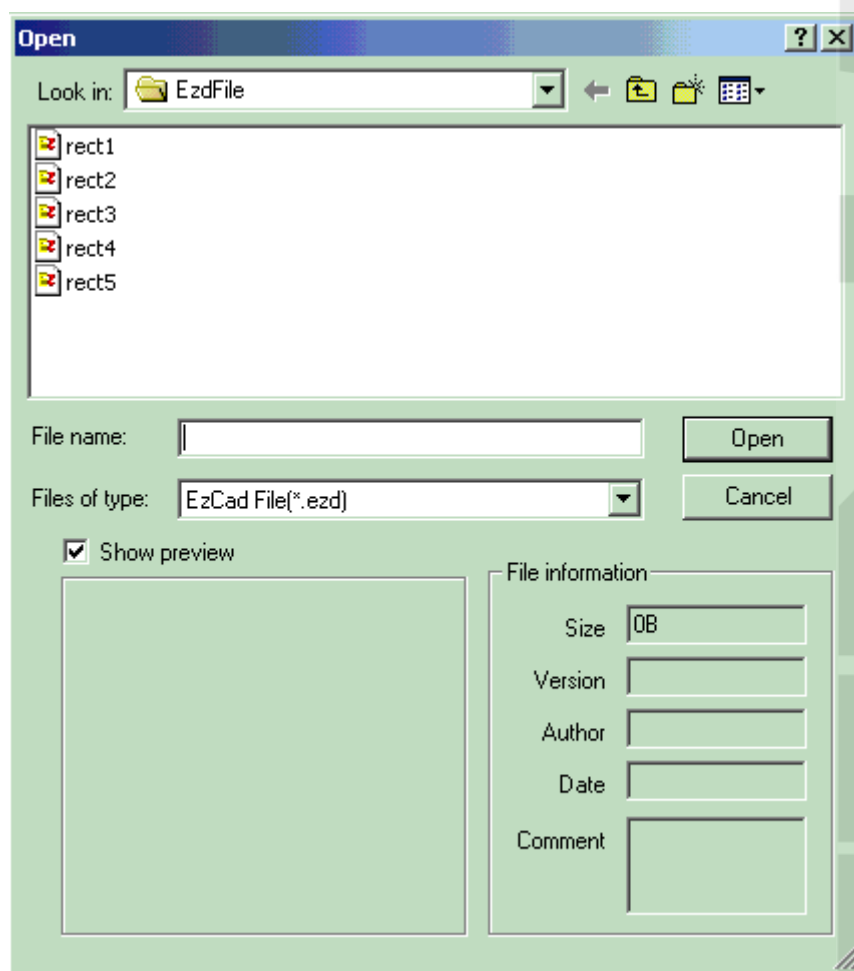 Open
Look in: EzdFile
rect1
rect2
rect3
rect4
rect5
File name: Open
Files of type: EzCad File(*.ezd) Cancel
Show preview
File information
Size 0B
Version
Author
Date
Comment